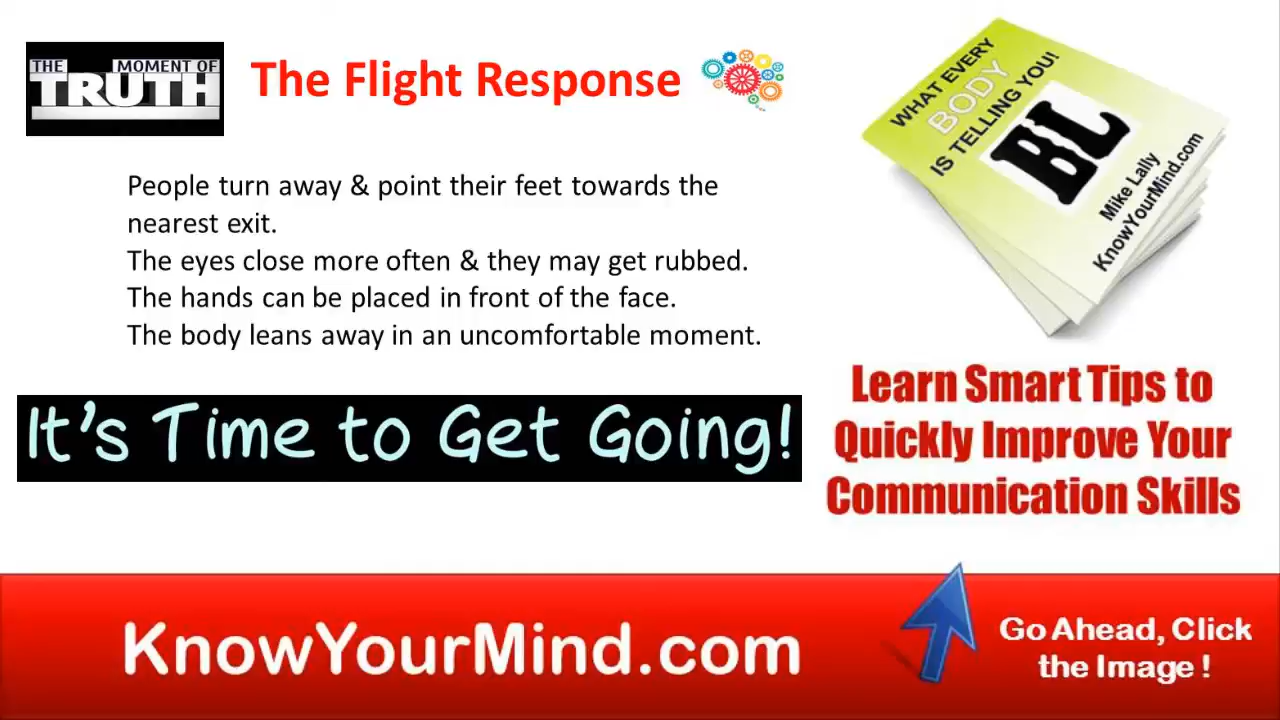 THE MOMENT OF
TRUTH
The Flight Response
People turn away & point their feet towards the
nearest exit.
The eyes close more often & they may get rubbed.
The hands can be placed in front of the face.
The body leans away in an uncomfortable moment.
It's Time to Get Going!
WHAT EVERY
BODY
IS TELLING YOU!
BL
Mike Lally
KnowYourMind.com
Learn Smart Tips to
Quickly Improve Your
Communication Skills
KnowYourMind.com
Go Ahead, Click
the Image !